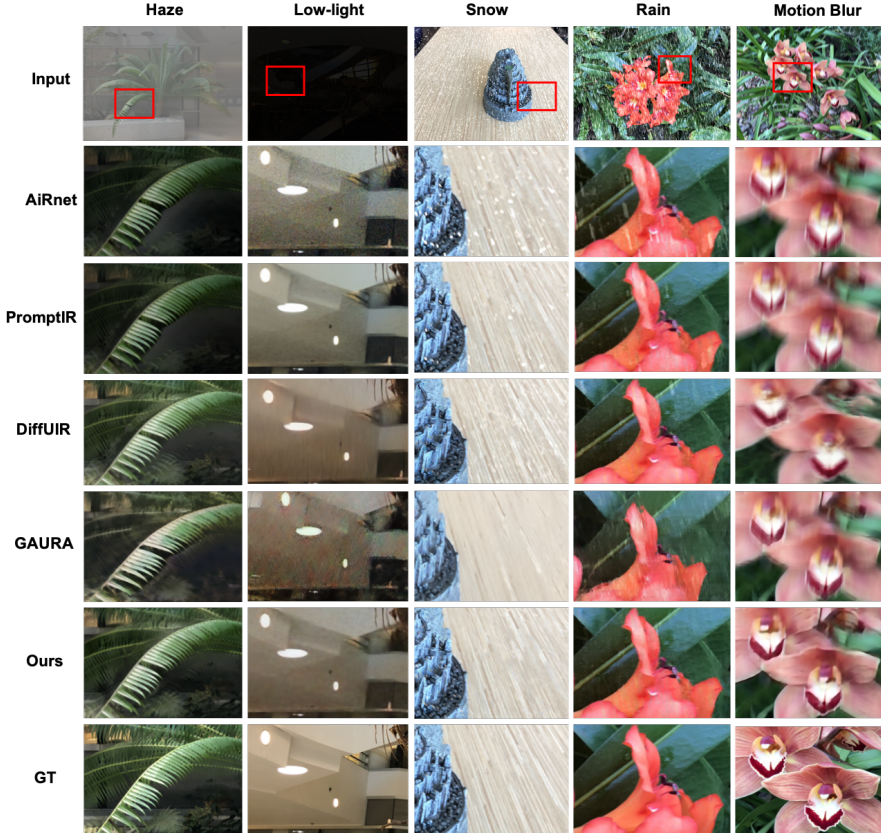 Haze Low-light Snow Rain Motion Blur
Input
AiRnet
PromptIR
DiffUIR
GAURA
Ours
GT